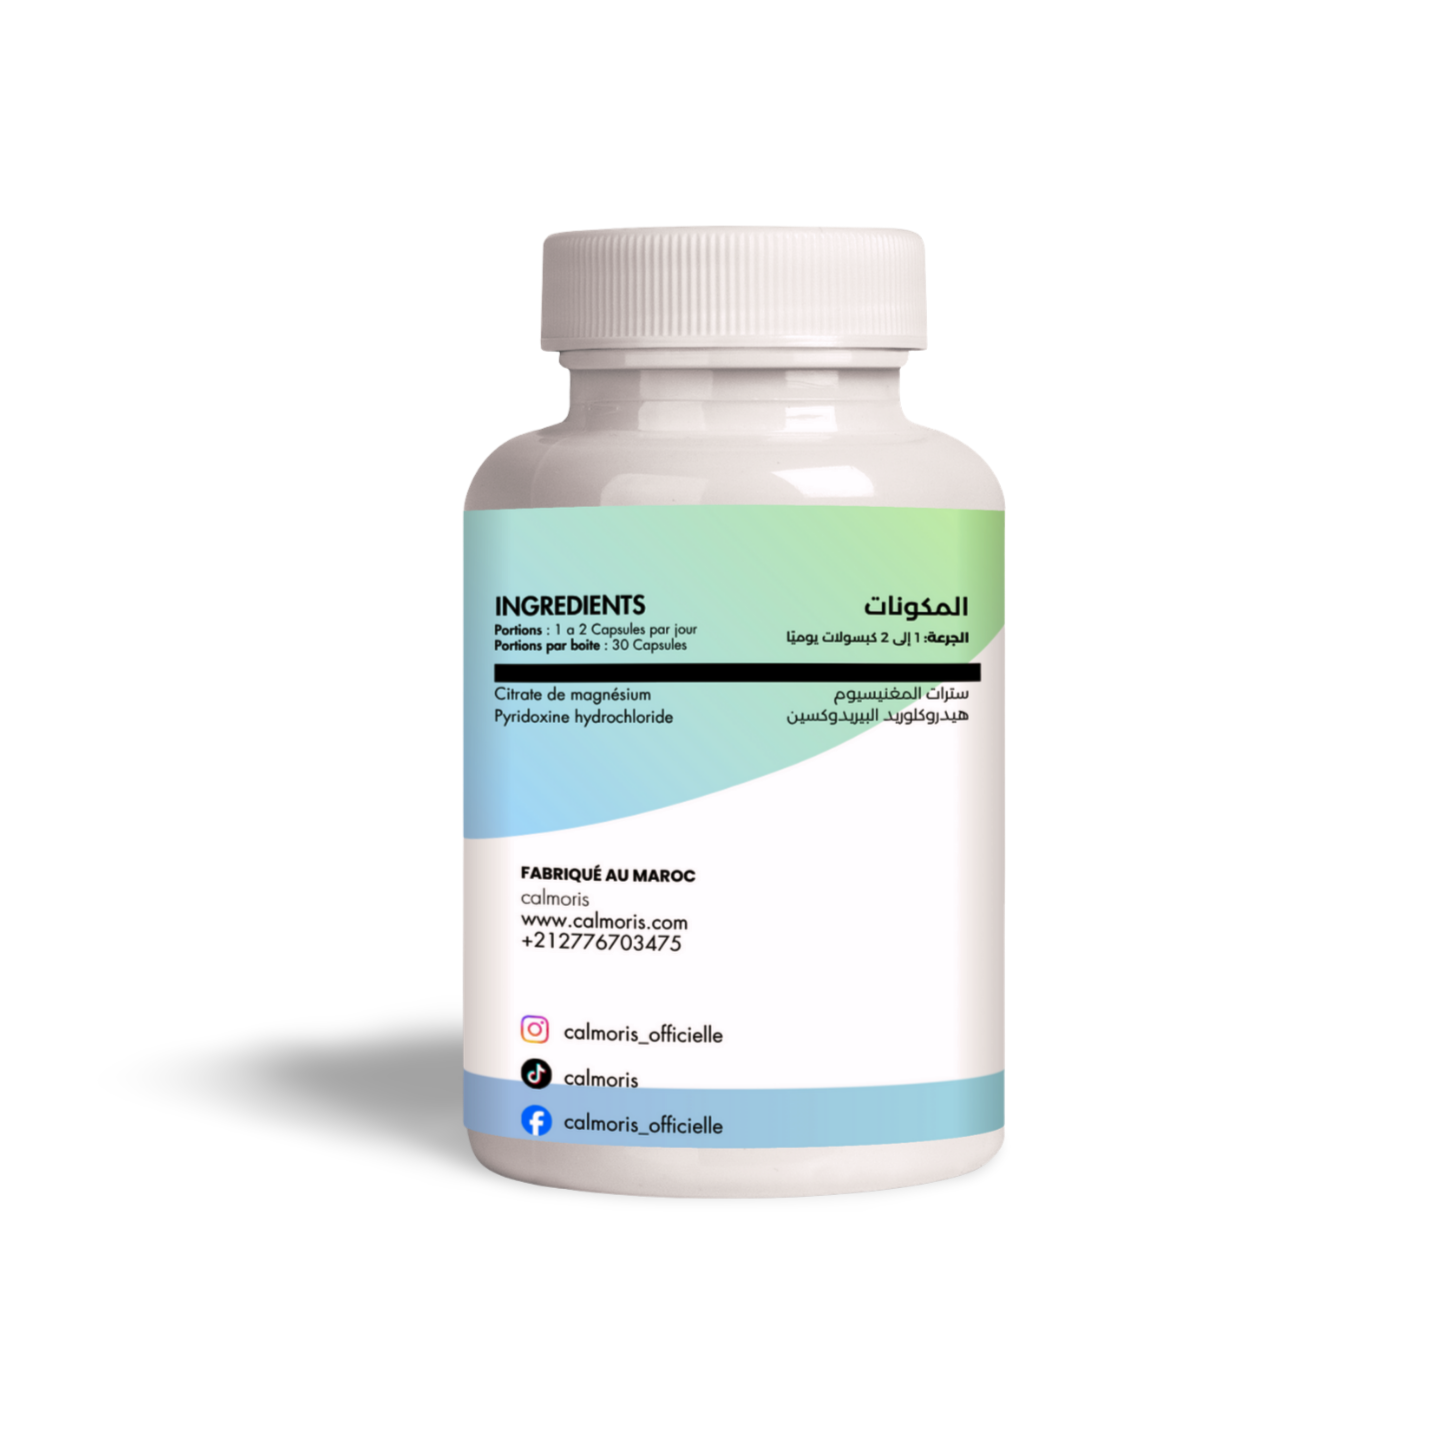 INGREDIENTS
Portions : 1 a 2 Capsules par jour
Portions par boite : 30 Capsules
Citrate de magnésium
Pyridoxine hydrochloride
المكونات
الجرعة: 1 إلى 2 كبسولات يوميًا
سترات المغنيسيوم
هيدروكلوريد البيريدوكسين
FABRIQUÉ AU MAROC
calmoris
www.calmoris.com
+212776703475
calmoris_officielle
calmoris
calmoris_officielle